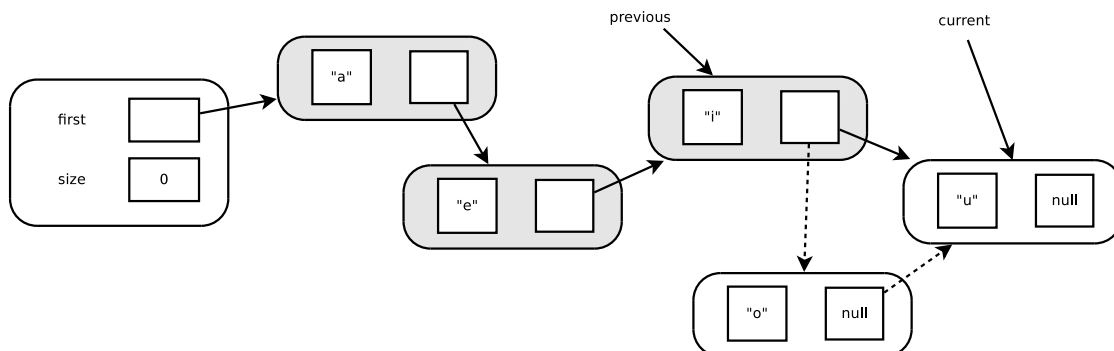 previous
current
"a"
first
"i"
size
0
"e"
"u"
null
"o"
null